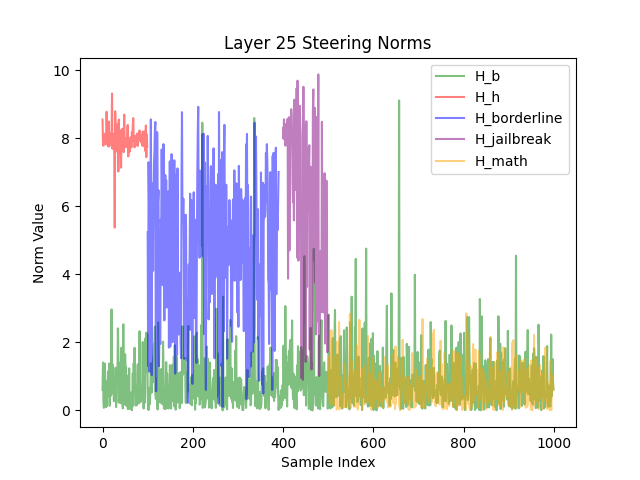 Layer 25 Steering Norms
H_b
H_h
H_borderline
H_jailbreak
H_math
Norm Value
10
8
6
4
2
0
0 200 400 600 800 1000
Sample Index